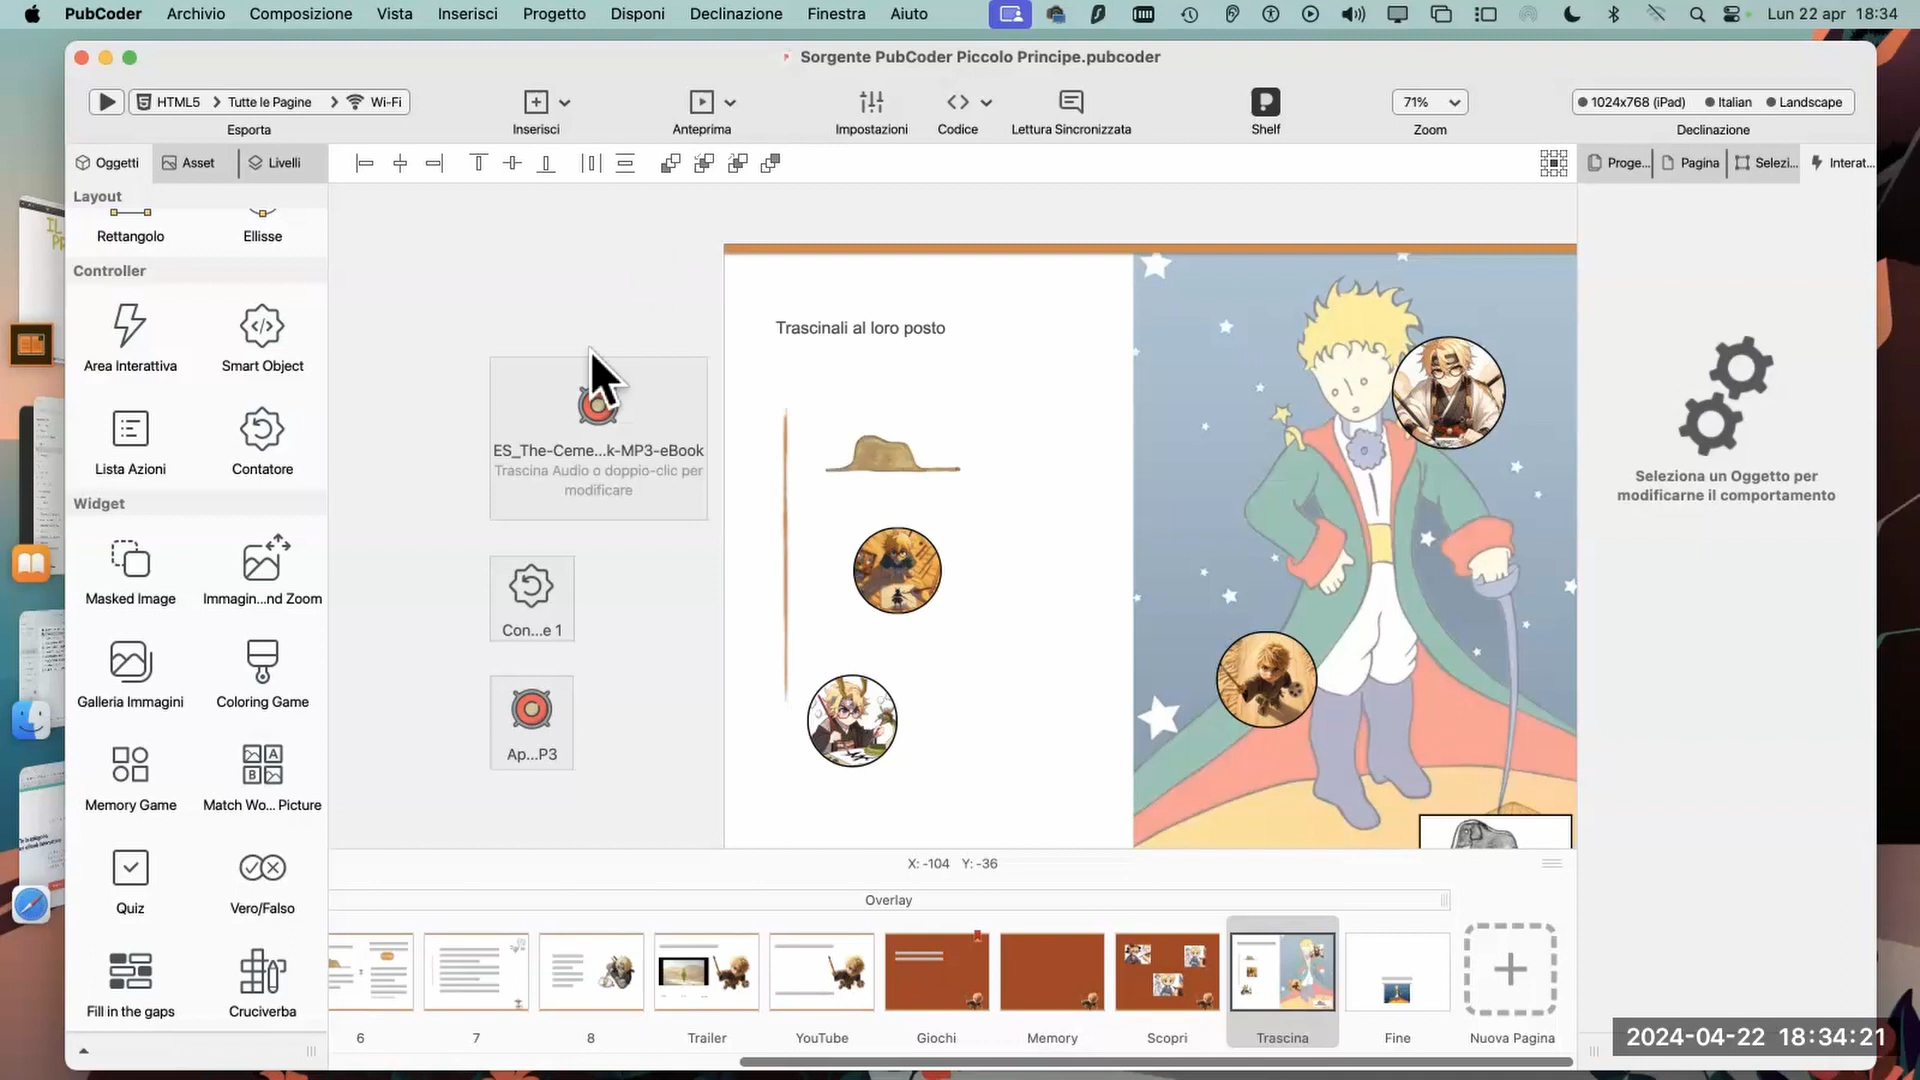 PubCoder Archivio Composizione Vista Inserisci Progetto Disponi Declinazione Finestra Aiuto Lun 22 apr 18:34
Sorgente PubCoder Piccolo Principe.pubcoder
HTML5 Tutte le Pagine Wi-Fi
71%
1024x768 (iPad) Italian Landscape
Esporta
Inserisci
Anteprima
Impostazioni
Codice
Lettura Sincronizzata
Shelf
Zoom
Declinazione
Oggetti
Asset
Livelli
Proge...
Pagina
Selezi...
Interat...
Layout
Rettangolo
Ellisse
Controller
Area Interattiva
Smart Object
Lista Azioni
Contatore
Widget
Masked Image
Immagin...nd Zoom
Galleria Immagini
Coloring Game
Memory Game
Match Wo... Picture
Quiz
Vero/Falso
Fill in the gaps
Cruciverba
ES_The-Ceme...k-MP3-eBook
Trascina Audio o doppio-clic per
modificare
Con...e 1
Ap...P3
Trascinali al loro posto
Seleziona un Oggetto per
modificarne il comportamento
X: -104 Y: -36
Overlay
6
7
8
Trailer
YouTube
Giochi
Memory
Scopri
Trascina
Fine
Nuova Pagina
2024-04-22 18:34:21